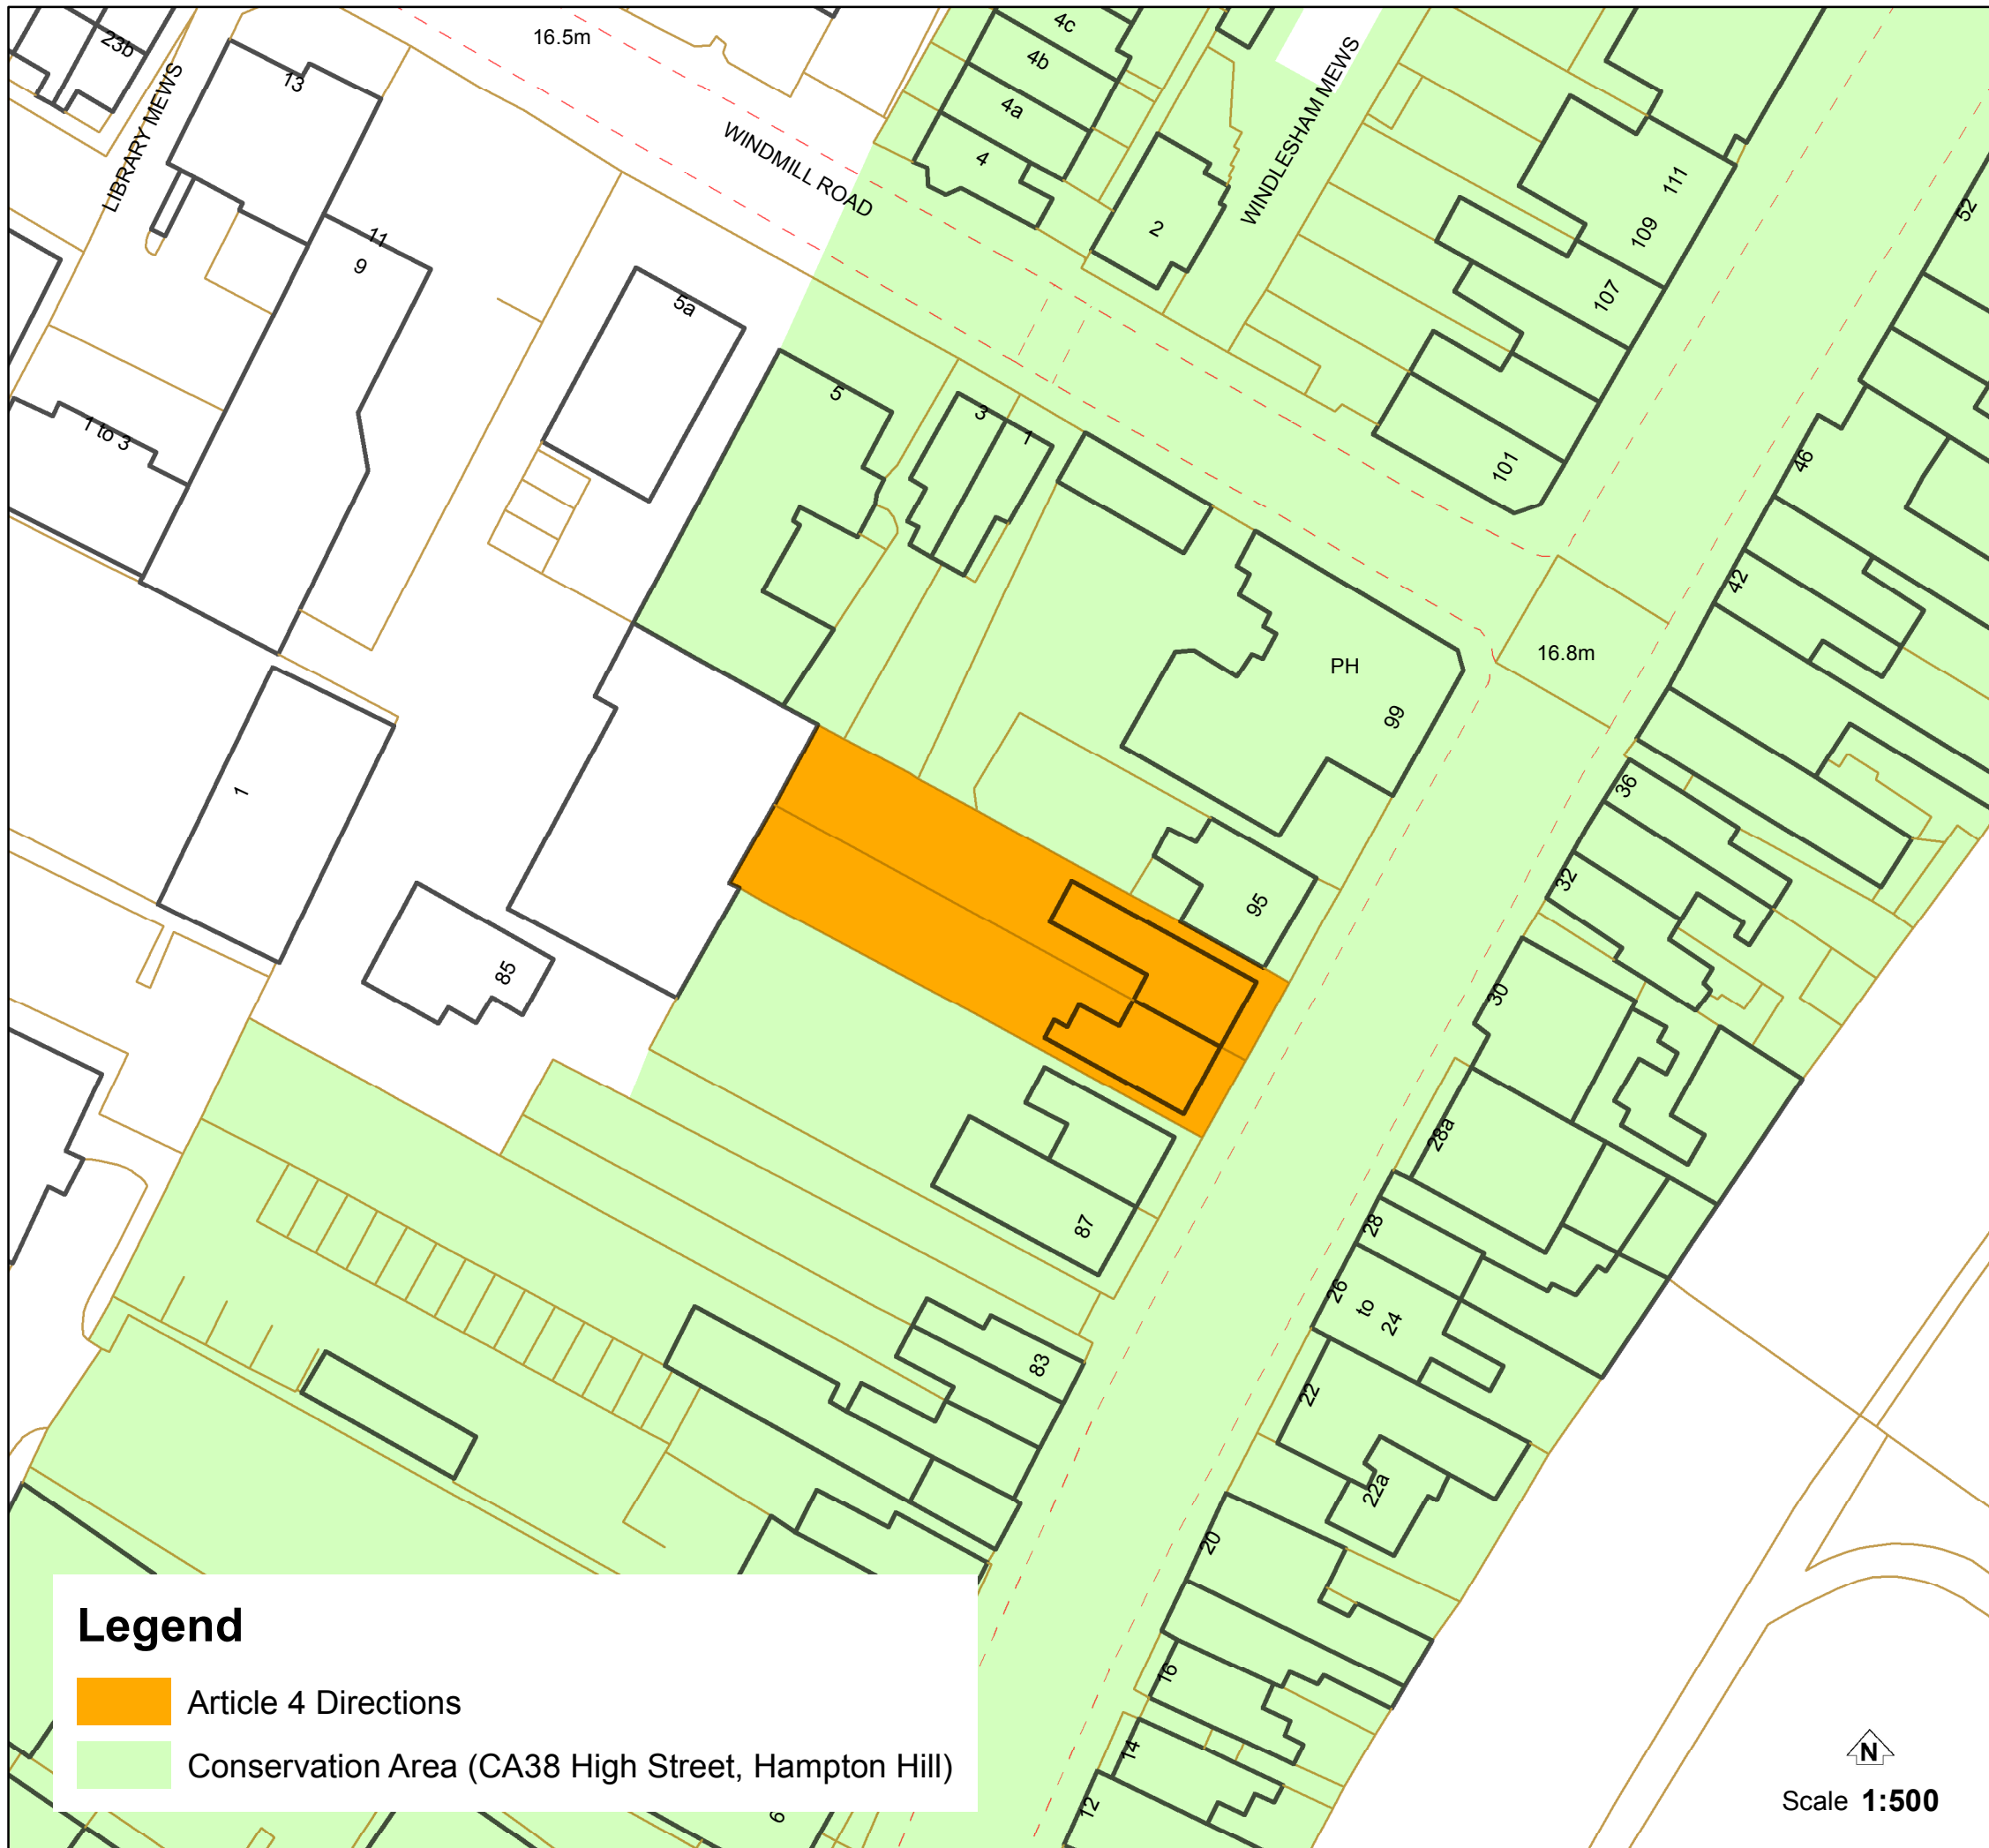 23b
13
16.5m
4c
4b
4a
4
2
LIBRARY MEWS
WINDMILL ROAD
WINDLESHAM MEWS
111
109
107
101
52
11
9
5a
5
3
1
1 to 3
46
42
16.8m
PH
99
36
32
1
95
85
30
28a
87
28
26
to
24
83
22
22a
20
16
14
12
6
Legend
Article 4 Directions
Conservation Area (CA38 High Street, Hampton Hill)
N
Scale 1:500